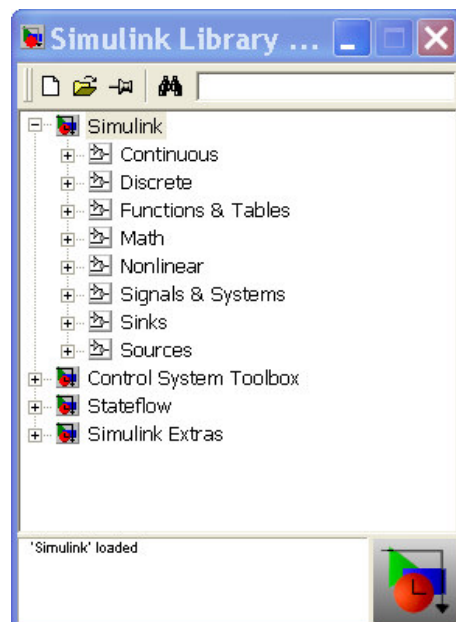 Simulink Library ...
Simulink
Continuous
Discrete
Functions & Tables
Math
Nonlinear
Signals & Systems
Sinks
Sources
Control System Toolbox
Stateflow
Simulink Extras
'Simulink' loaded